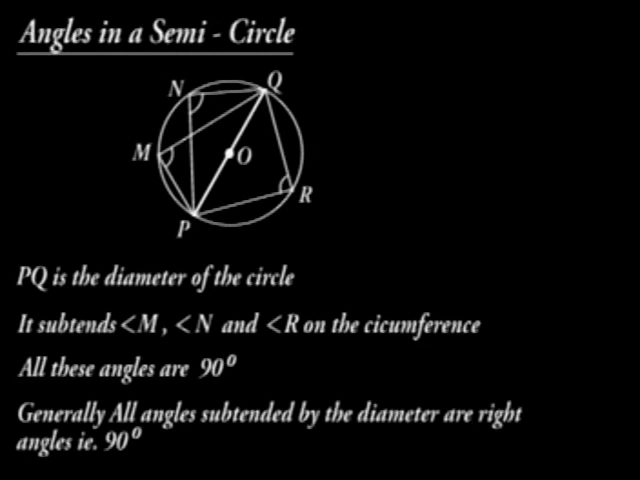 Angles in a Semi - Circle
N
Q
M
O
R
P
PQ is the diameter of the circle
It subtends <M , <N and <R on the cicumference
All these angles are 90⁰
Generally All angles subtended by the diameter are right
angles ie. 90⁰